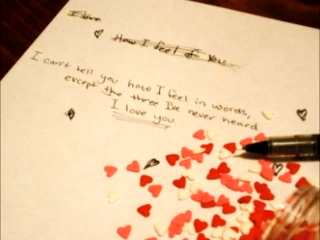 I love
How I feel of You
I can't tell you how I feel in words,
except the three I've never heard
I love you